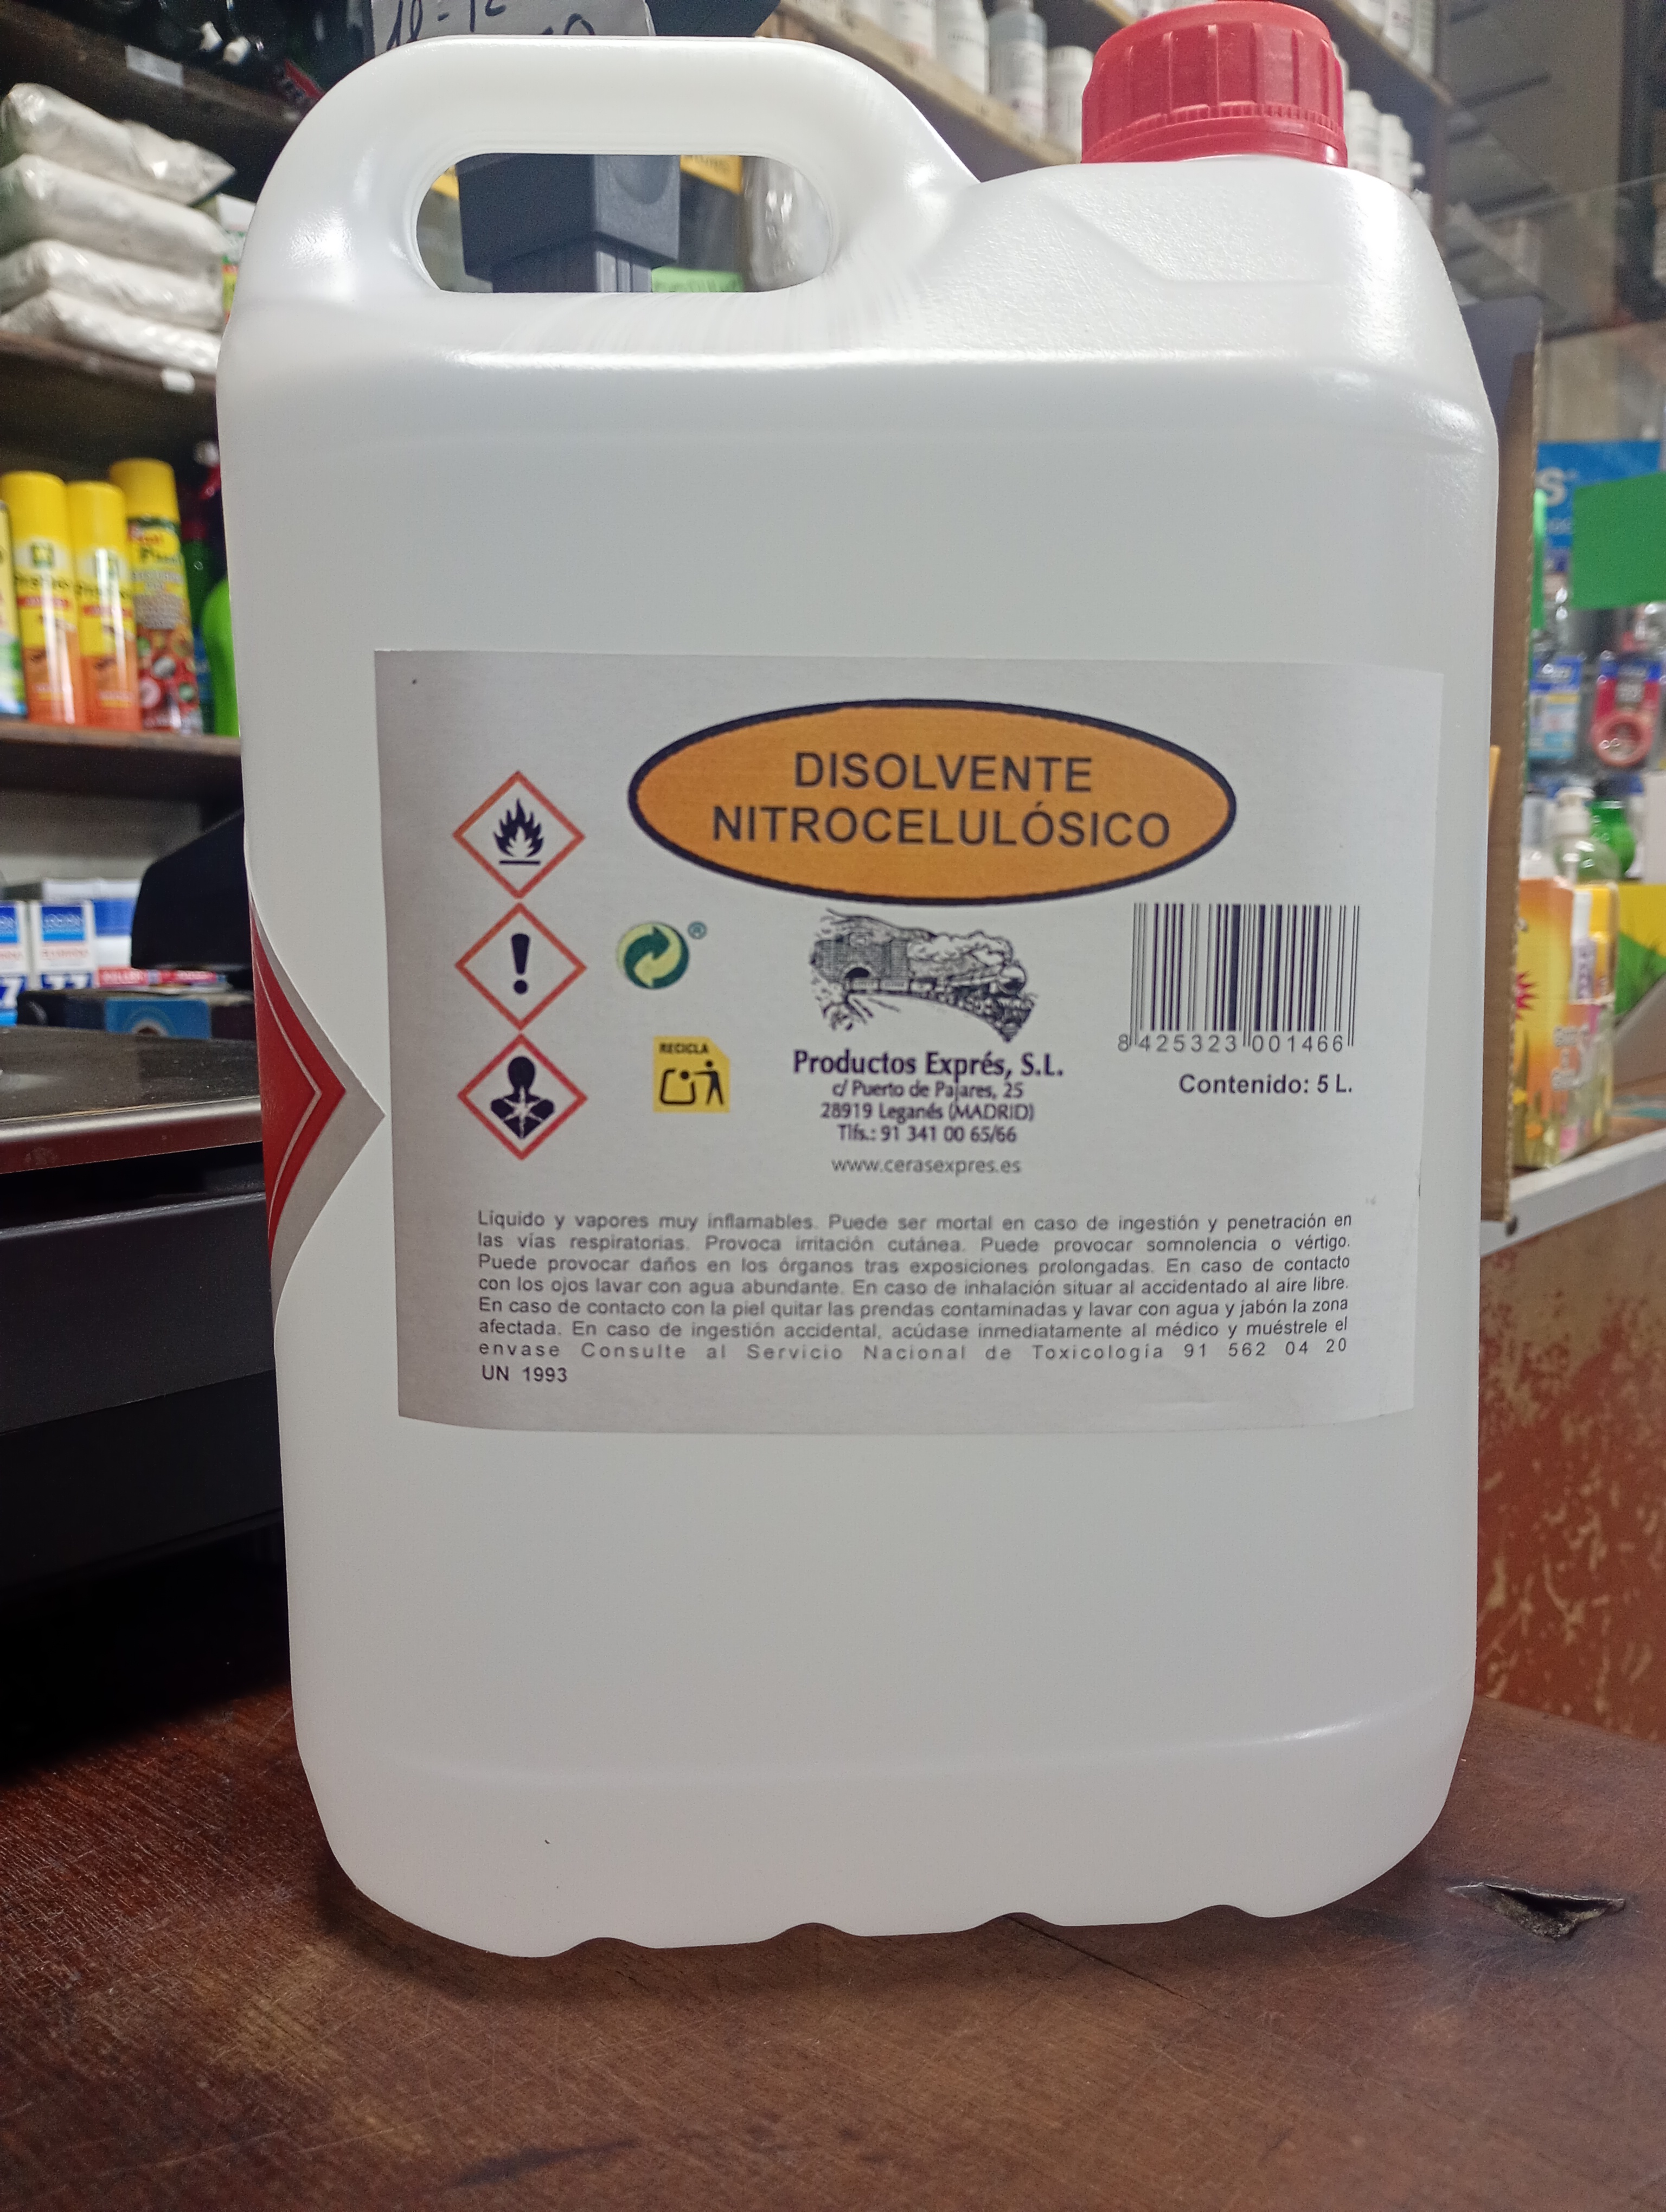 DISOLVENTE
NITROCELULÓSICO
®
RECICLA
Productos Exprés, S.L.
c/ Puerto de Pajares, 25
28919 Leganés (MADRID)
Tlfs.: 91 341 00 65/66
www.cerasexpres.es
8 425323 001466
Contenido: 5 L.
Líquido y vapores muy inflamables. Puede ser mortal en caso de ingestión y penetración en
las vías respiratorias. Provoca irritación cutánea. Puede provocar somnolencia o vértigo.
Puede provocar daños en los órganos tras exposiciones prolongadas. En caso de contacto
con los ojos lavar con agua abundante. En caso de inhalación situar al accidentado al aire libre.
En caso de contacto con la piel quitar las prendas contaminadas y lavar con agua y jabón la zona
afectada. En caso de ingestión accidental, acúdase inmediatamente al médico y muéstrele el
envase Consulte al Servicio Nacional de Toxicología 91 562 04 20
UN 1993